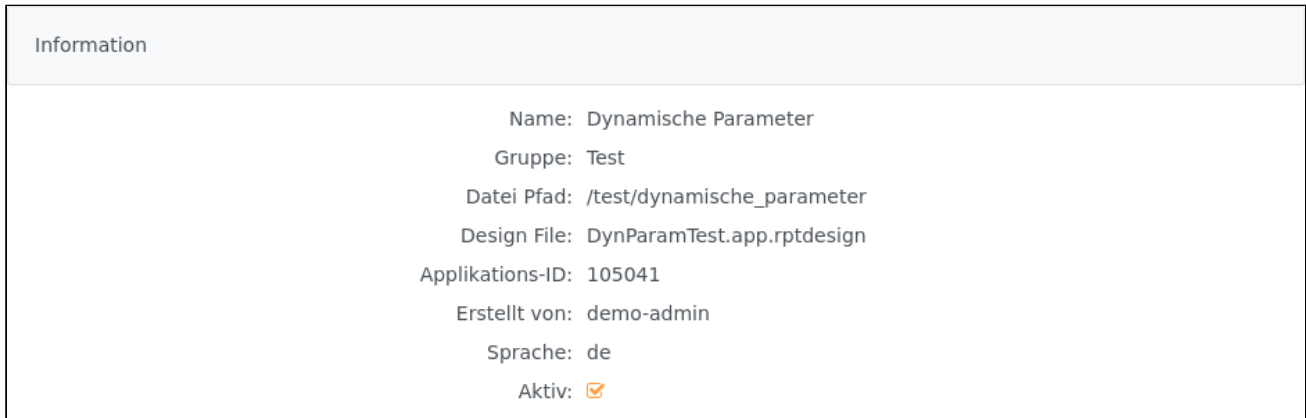 Information
Name: Dynamische Parameter
Gruppe: Test
Datei Pfad: /test/dynamische_parameter
Design File: DynParamTest.app.rptdesign
Applikations-ID: 105041
Erstellt von: demo-admin
Sprache: de
Aktiv: